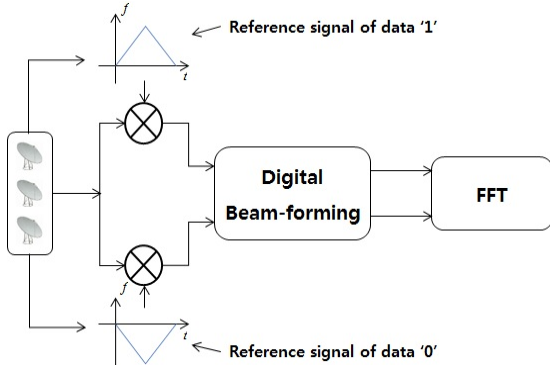 f
Reference signal of data ‘1’
t
Digital
Beam-forming
FFT
f
t
Reference signal of data ‘0’